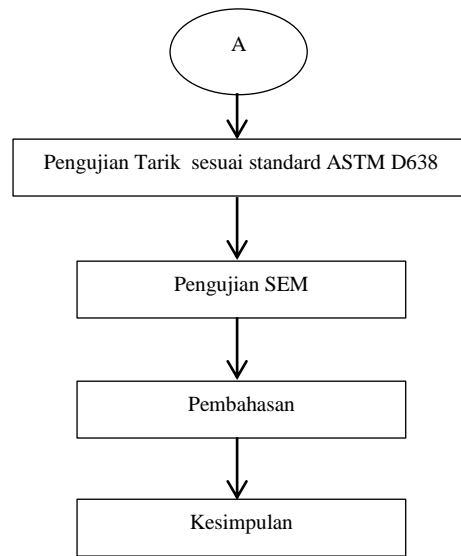 A
Pengujian Tarik sesuai standard ASTM D638
Pengujian SEM
Pembahasan
Kesimpulan